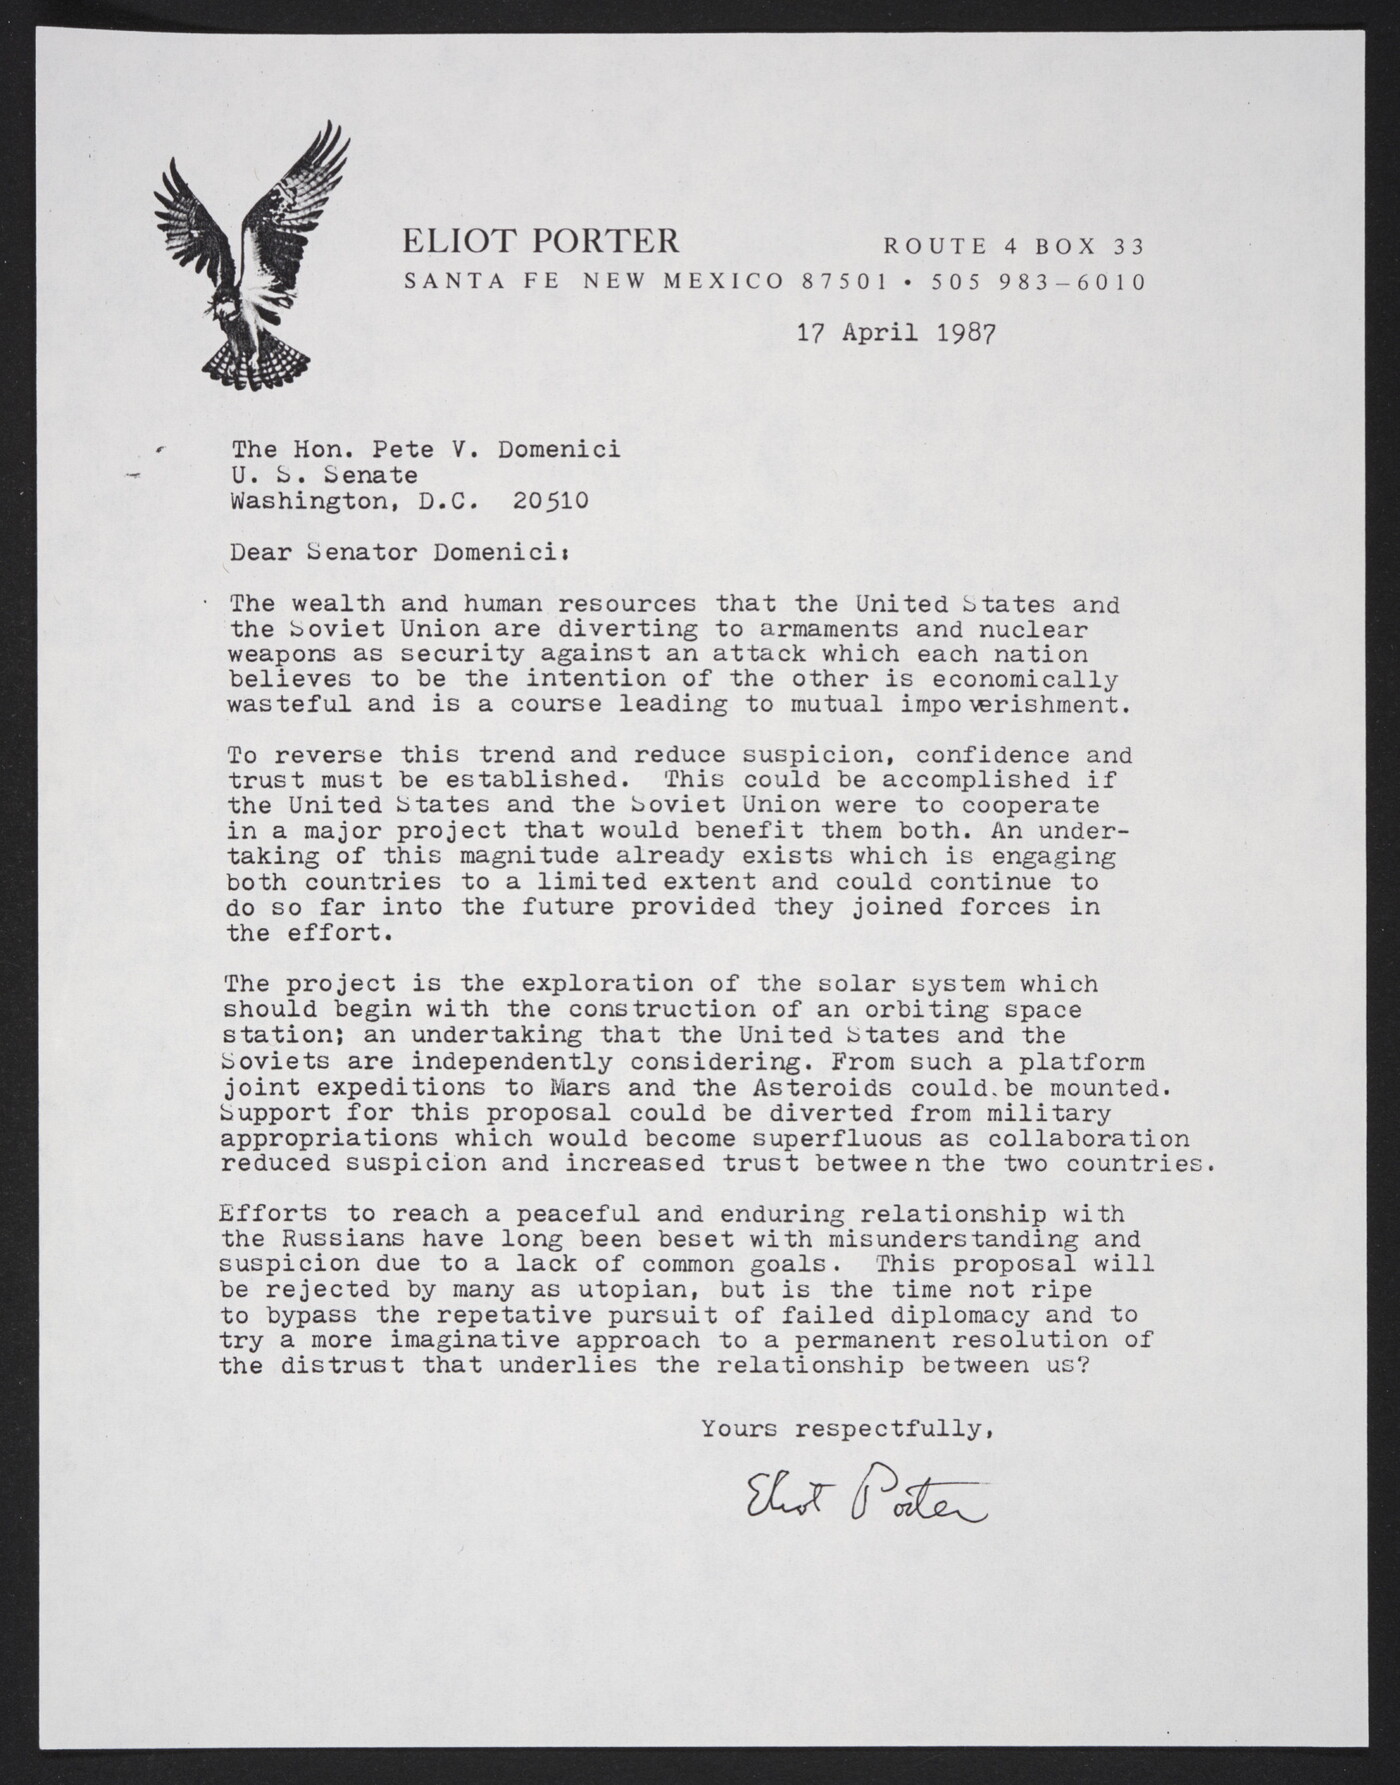 ELIOT PORTER
ROUTE 4 BOX 33
SANTA FE NEW MEXICO 87501 • 505 983–6010
17 April 1987
The Hon. Pete V. Domenici
U. S. Senate
Washington, D.C. 20510
Dear Senator Domenici:
The wealth and human resources that the United States and
the Soviet Union are diverting to armaments and nuclear
weapons as security against an attack which each nation
believes to be the intention of the other is economically
wasteful and is a course leading to mutual impoverishment.
To reverse this trend and reduce suspicion, confidence and
trust must be established. This could be accomplished if
the United States and the Soviet Union were to cooperate
in a major project that would benefit them both. An under-
taking of this magnitude already exists which is engaging
both countries to a limited extent and could continue to
do so far into the future provided they joined forces in
the effort.
The project is the exploration of the solar system which
should begin with the construction of an orbiting space
station; an undertaking that the United States and the
Soviets are independently considering. From such a platform
joint expeditions to Mars and the Asteroids could.be mounted.
Support for this proposal could be diverted from military
appropriations which would become superfluous as collaboration
reduced suspicion and increased trust between the two countries.
Efforts to reach a peaceful and enduring relationship with
the Russians have long been beset with misunderstanding and
suspicion due to a lack of common goals. This proposal will
be rejected by many as utopian, but is the time not ripe
to bypass the repetative pursuit of failed diplomacy and to
try a more imaginative approach to a permanent resolution of
the distrust that underlies the relationship between us?
Yours respectfully,
Eliot Porter